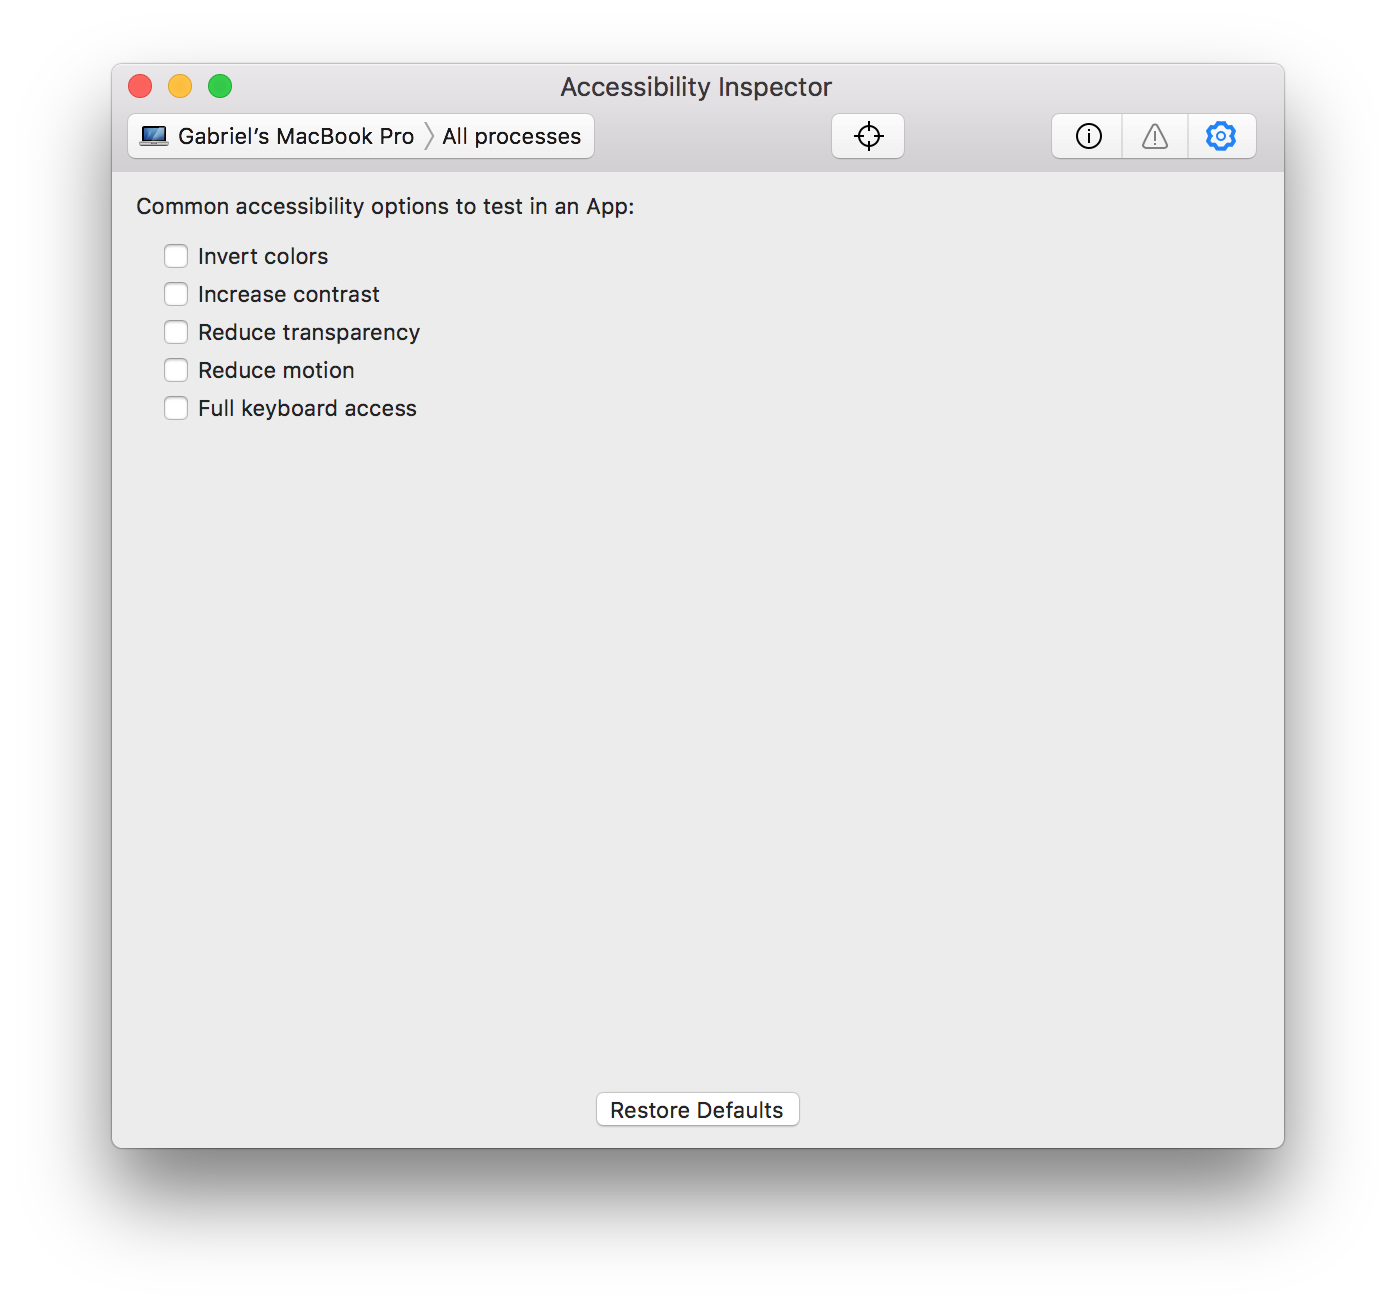 Accessibility Inspector
Gabriel’s MacBook Pro 〉 All processes
Common accessibility options to test in an App:
Invert colors
Increase contrast
Reduce transparency
Reduce motion
Full keyboard access
Restore Defaults